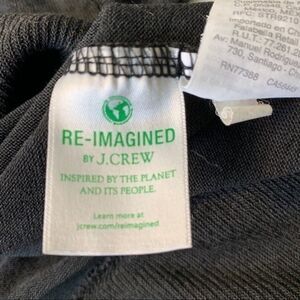 RE-IMAGINED
BY J.CREW
INSPIRED BY THE PLANET
AND ITS PEOPLE.
Learn more at
jcrew.com/reimagined
Av. Manuel
730, Santiago
RN77388